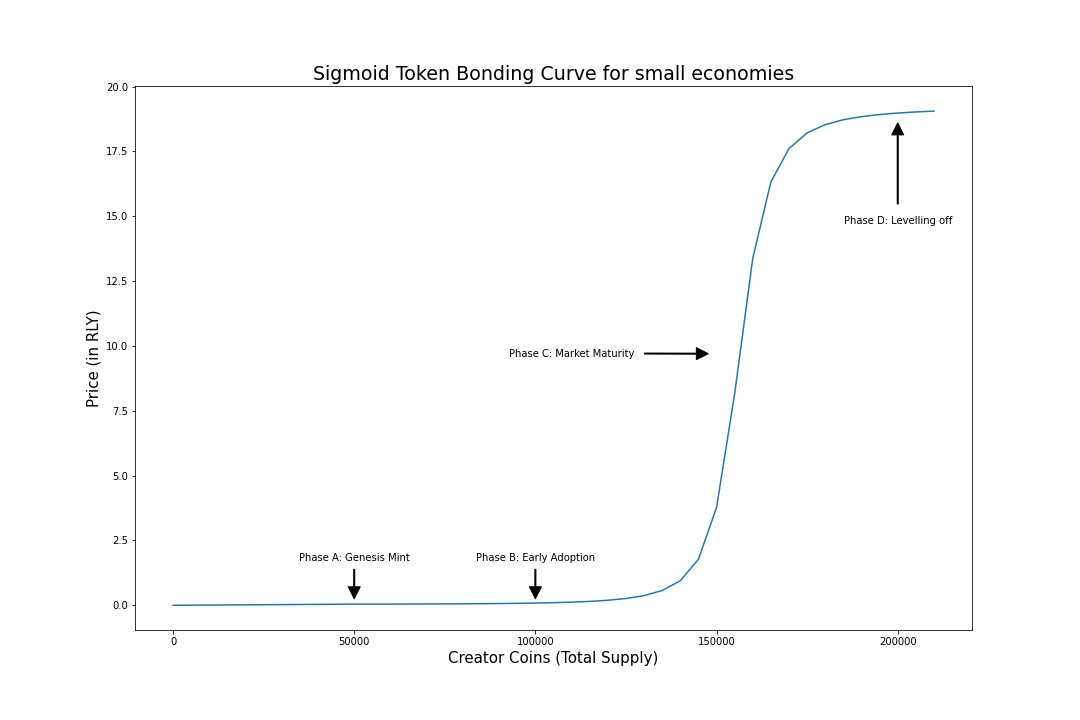 Sigmoid Token Bonding Curve for small economies
20.0
17.5
15.0
12.5
10.0
7.5
5.0
2.5
0.0
Price (in RLY)
Phase D: Levelling off
Phase C: Market Maturity
Phase A: Genesis Mint
Phase B: Early Adoption
0
50000
100000
150000
200000
Creator Coins (Total Supply)